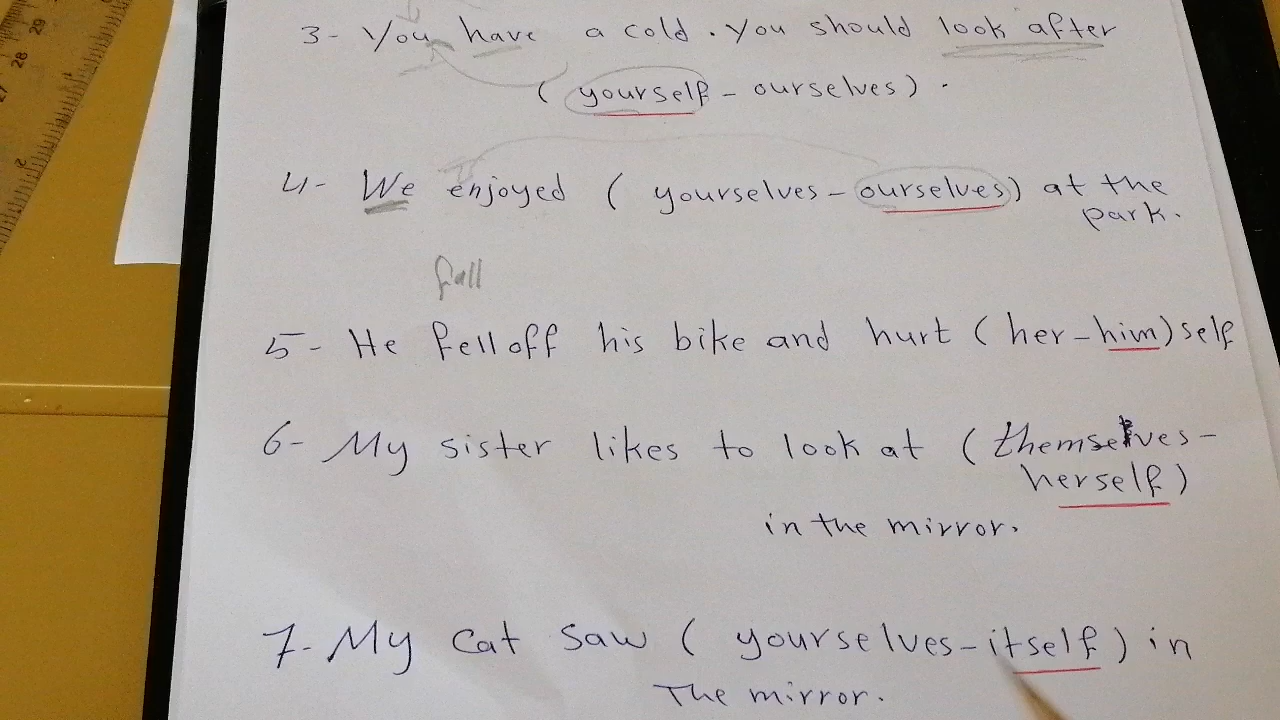 3- You have a cold. You should look after
(yourself - ourselves).
4- We enjoyed ( yourselves - ourselves) at the
park.
fall
5- He fell off his bike and hurt (her - him) self
6- My sister likes to look at (themselves -
herself)
in the mirror.
7- My Cat saw ( yourselves - itself) in
The mirror.